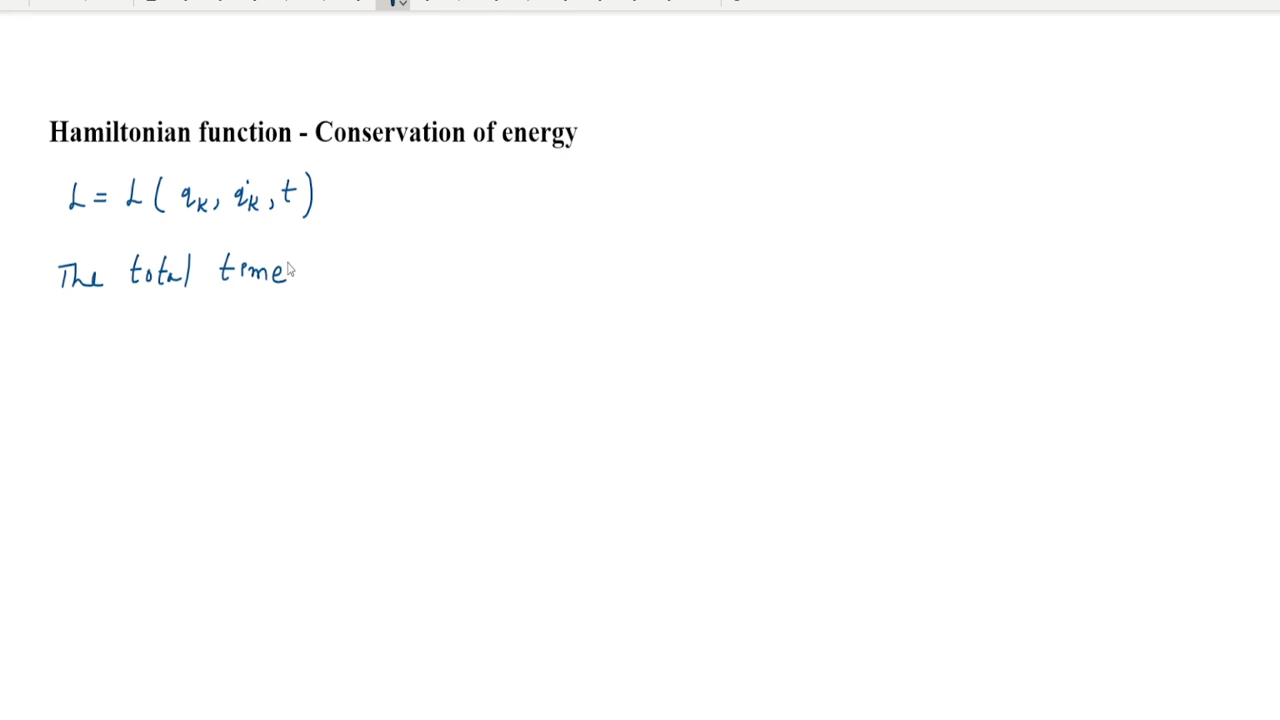 Hamiltonian function - Conservation of energy
L = L ( qₖ, q̇ₖ, t )
The total time